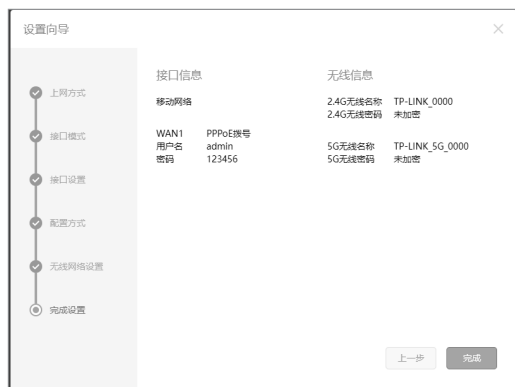 设置向导
上网方式
接口模式
接口设置
配置方式
无线网络设置
完成设置
接口信息
移动网络
WAN1 PPPoE拨号
用户名 admin
密码 123456
无线信息
2.4G无线名称 TP-LINK_0000
2.4G无线密码 未加密
5G无线名称 TP-LINK_5G_0000
5G无线密码 未加密
上一步 完成